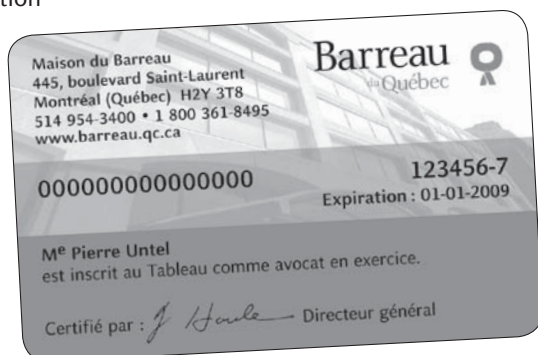 tion
Maison du Barreau
445, boulevard Saint-Laurent
Montréal (Québec) H2Y 3T8
514 954-3400 • 1 800 361-8495
www.barreau.qc.ca
Barreau
du Québec
000000000000000
123456-7
Expiration : 01-01-2009
Me Pierre Untel
est inscrit au Tableau comme avocat en exercice.
Certifié par : J Houle Directeur général